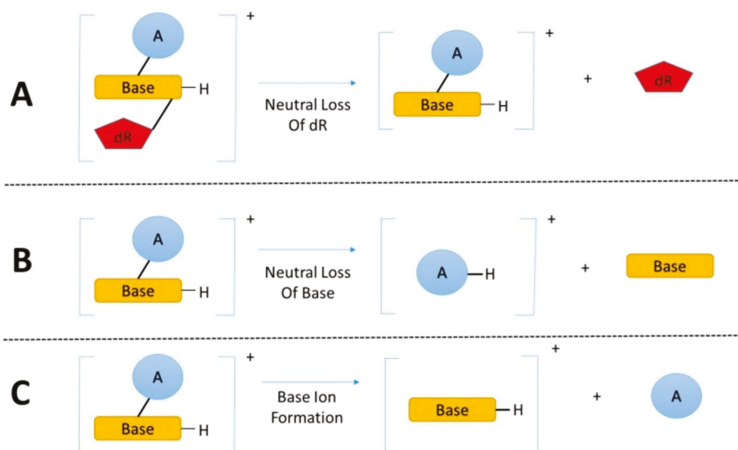 A
+
A
Base
H
dR
Neutral Loss
Of dR
+
A
Base
H
+
dR
B
+
A
Base
H
Neutral Loss
Of Base
+
A
H
+
Base
C
+
A
Base
H
Base Ion
Formation
+
Base
H
+
A